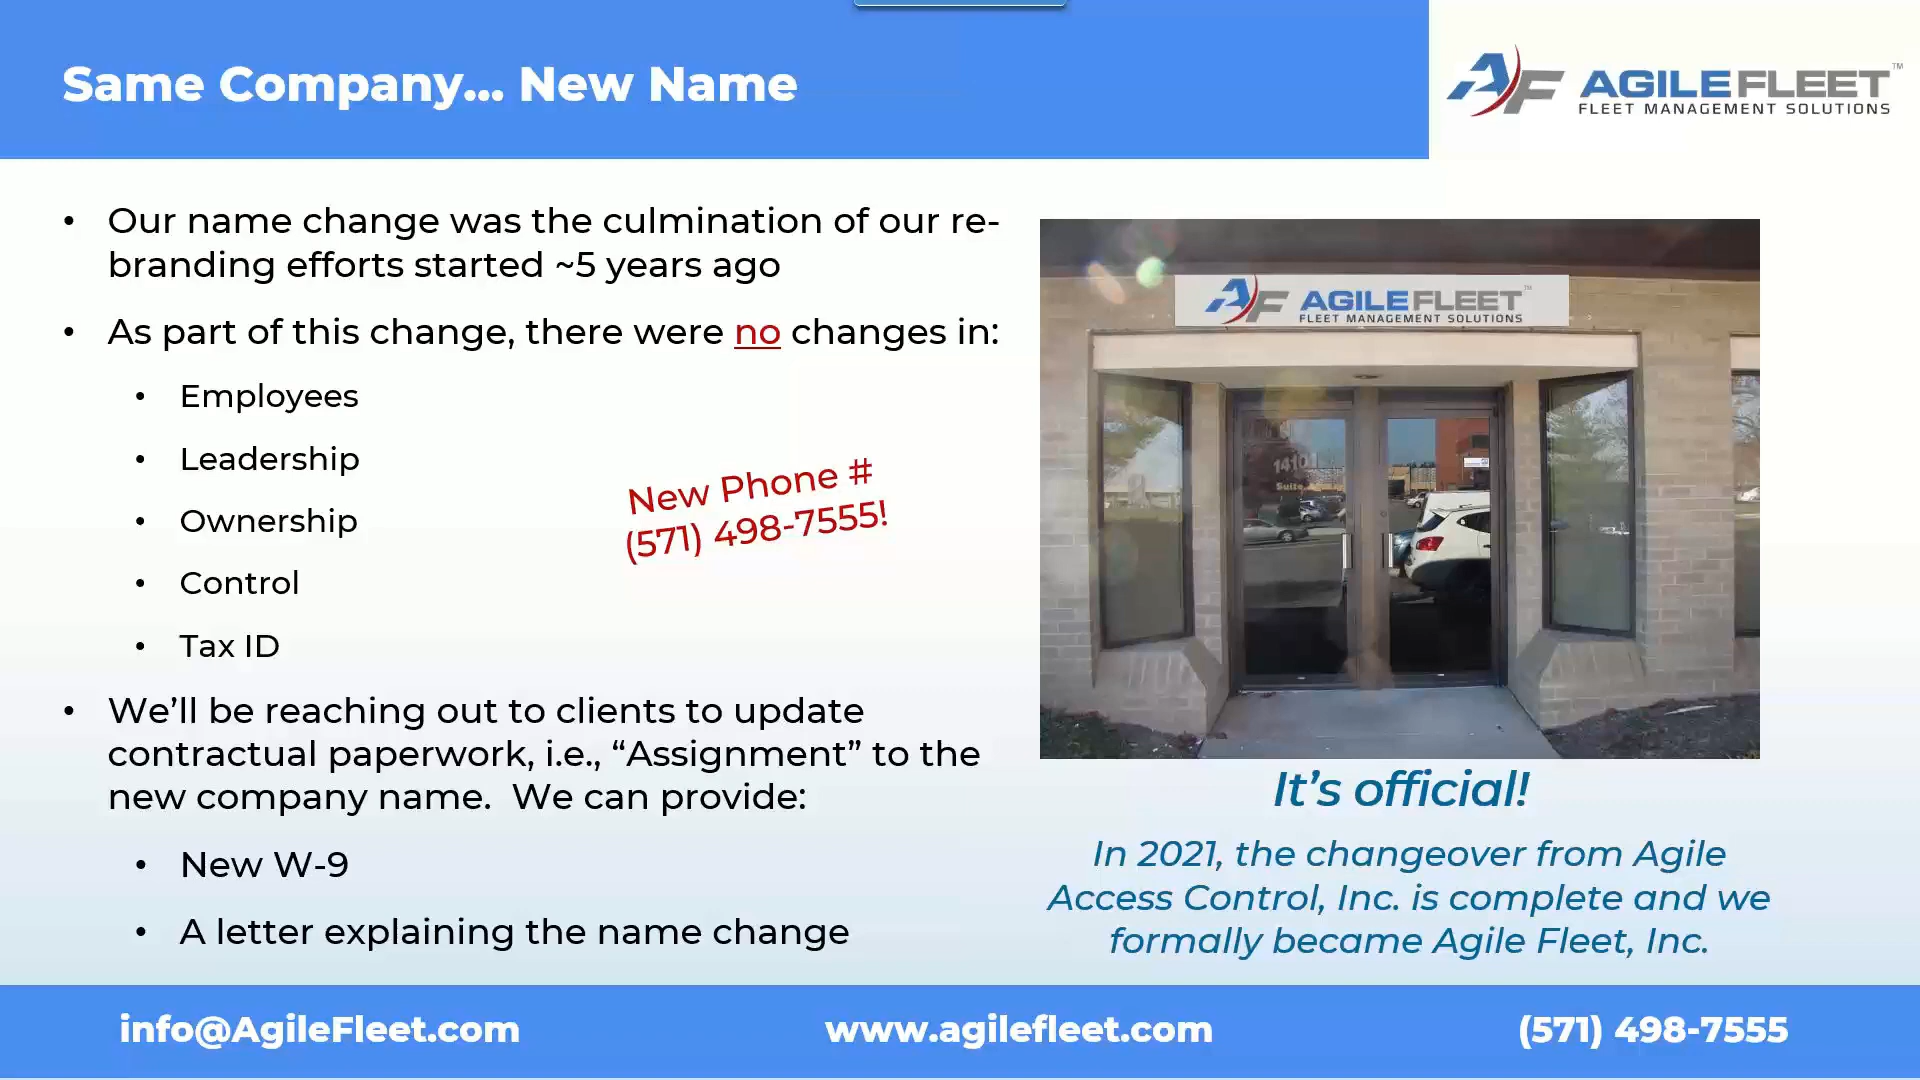 Same Company... New Name
AGILEFLEET™
FLEET MANAGEMENT SOLUTIONS
• Our name change was the culmination of our re-
branding efforts started ~5 years ago
• As part of this change, there were no changes in:
• Employees
• Leadership
• Ownership
• Control
• Tax ID
New Phone #
(571) 498-7555!
• We’ll be reaching out to clients to update
contractual paperwork, i.e., “Assignment” to the
new company name. We can provide:
• New W-9
• A letter explaining the name change
AGILEFLEET™
FLEET MANAGEMENT SOLUTIONS
14101
Suite
It’s official!
In 2021, the changeover from Agile
Access Control, Inc. is complete and we
formally became Agile Fleet, Inc.
info@AgileFleet.com
www.agilefleet.com
(571) 498-7555